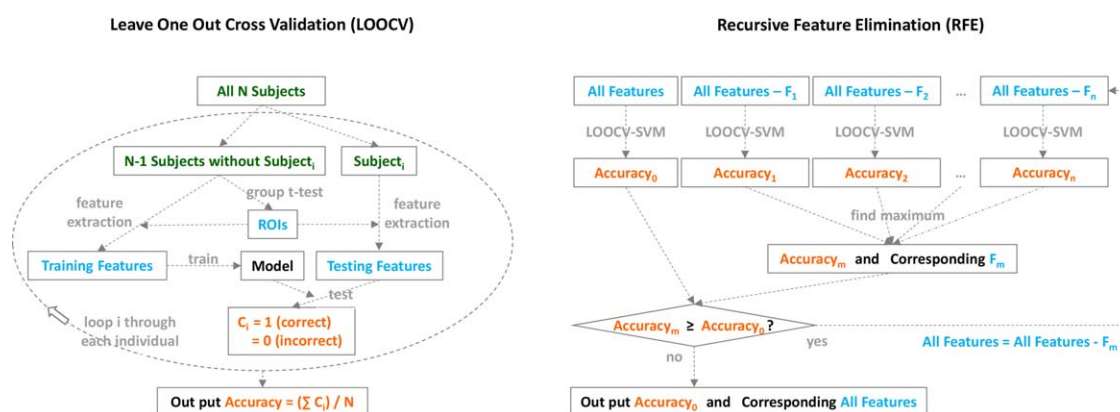 Leave One Out Cross Validation (LOOCV)
All N Subjects
N-1 Subjects without Subjectᵢ
Subjectᵢ
group t-test
feature
extraction
ROIs
feature
extraction
Training Features
train
Model
Testing Features
test
loop i through
each individual
Cᵢ = 1 (correct)
= 0 (incorrect)
Out put Accuracy = (∑ Cᵢ) / N
Recursive Feature Elimination (RFE)
All Features
All Features – F₁
All Features – F₂
...
All Features – Fₙ
LOOCV-SVM
LOOCV-SVM
LOOCV-SVM
LOOCV-SVM
Accuracy₀
Accuracy₁
Accuracy₂
...
Accuracyₙ
find maximum
Accuracyₘ and Corresponding Fₘ
Accuracyₘ ≥ Accuracy₀ ?
yes
no
All Features = All Features - Fₘ
Out put Accuracy₀ and Corresponding All Features